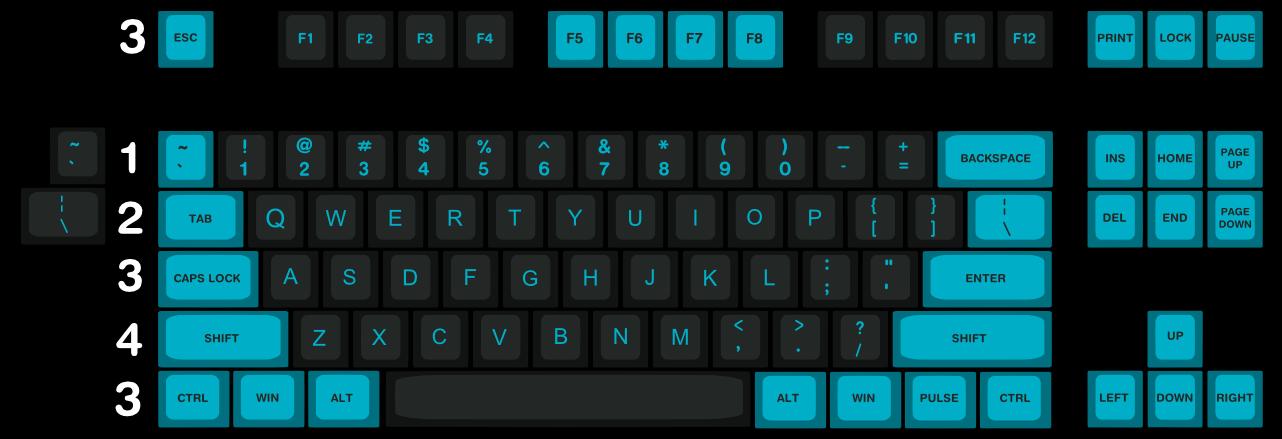 3 ESC F1 F2 F3 F4 F5 F6 F7 F8 F9 F10 F11 F12 PRINT LOCK PAUSE
~ ` 1 ~ ` ! 1 @ 2 # 3 $ 4 % 5 ^ 6 & 7 * 8 ( 9 ) 0 — - + = BACKSPACE INS HOME PAGE UP
¦ \ 2 TAB Q W E R T Y U I O P { [ } ] ¦ \ DEL END PAGE DOWN
3 CAPS LOCK A S D F G H J K L : ; " ' ENTER
4 SHIFT Z X C V B N M < , > . ? / SHIFT UP
3 CTRL WIN ALT ALT WIN PULSE CTRL LEFT DOWN RIGHT